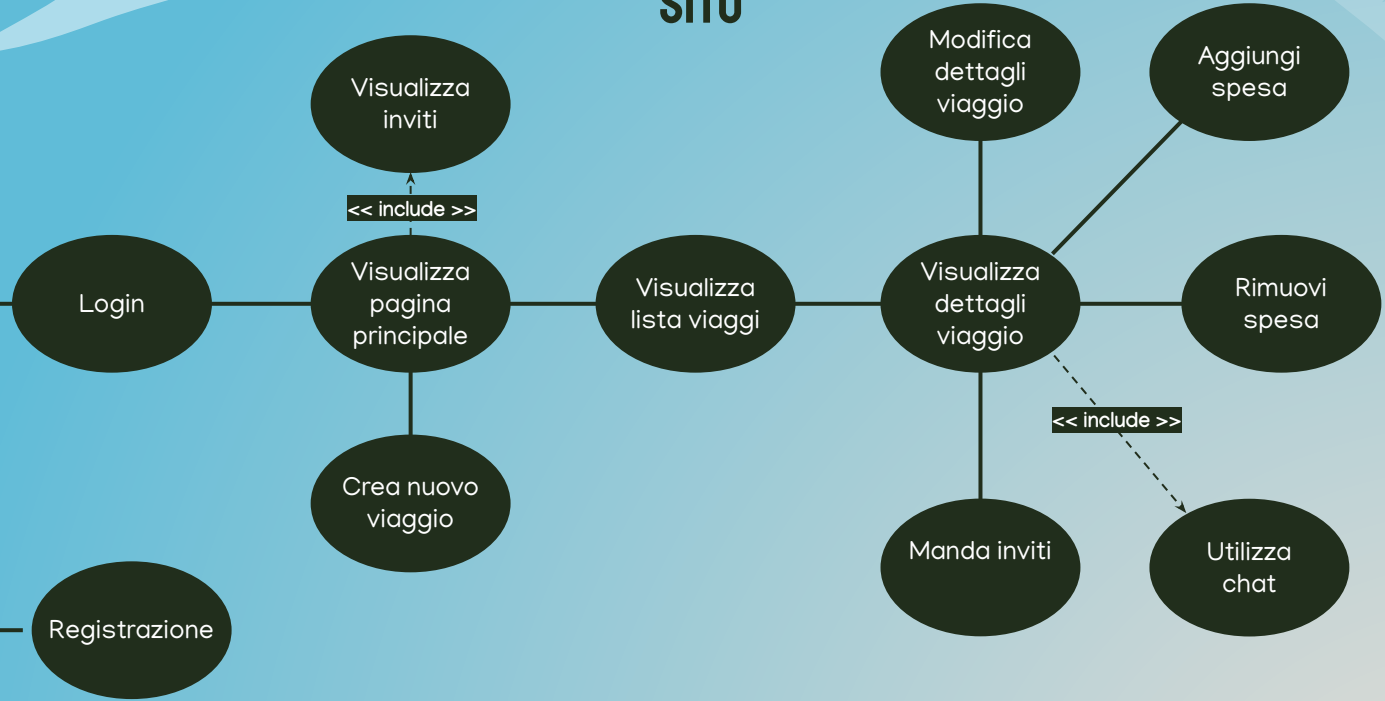 SITO
Modifica
dettagli
viaggio
Aggiungi
spesa
Visualizza
inviti
<< include >>
Login
Visualizza
pagina
principale
Visualizza
lista viaggi
Visualizza
dettagli
viaggio
Rimuovi
spesa
<< include >>
Crea nuovo
viaggio
Manda inviti
Utilizza
chat
Registrazione